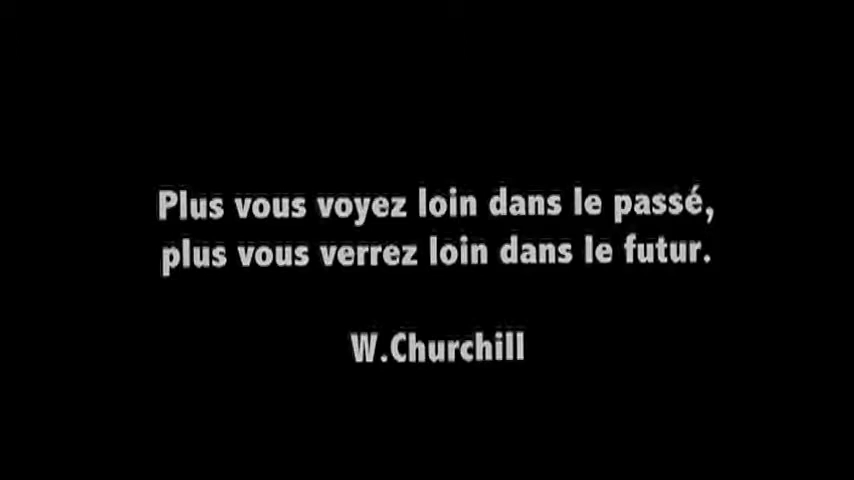 Plus vous voyez loin dans le passé,
plus vous verrez loin dans le futur.
W.Churchill